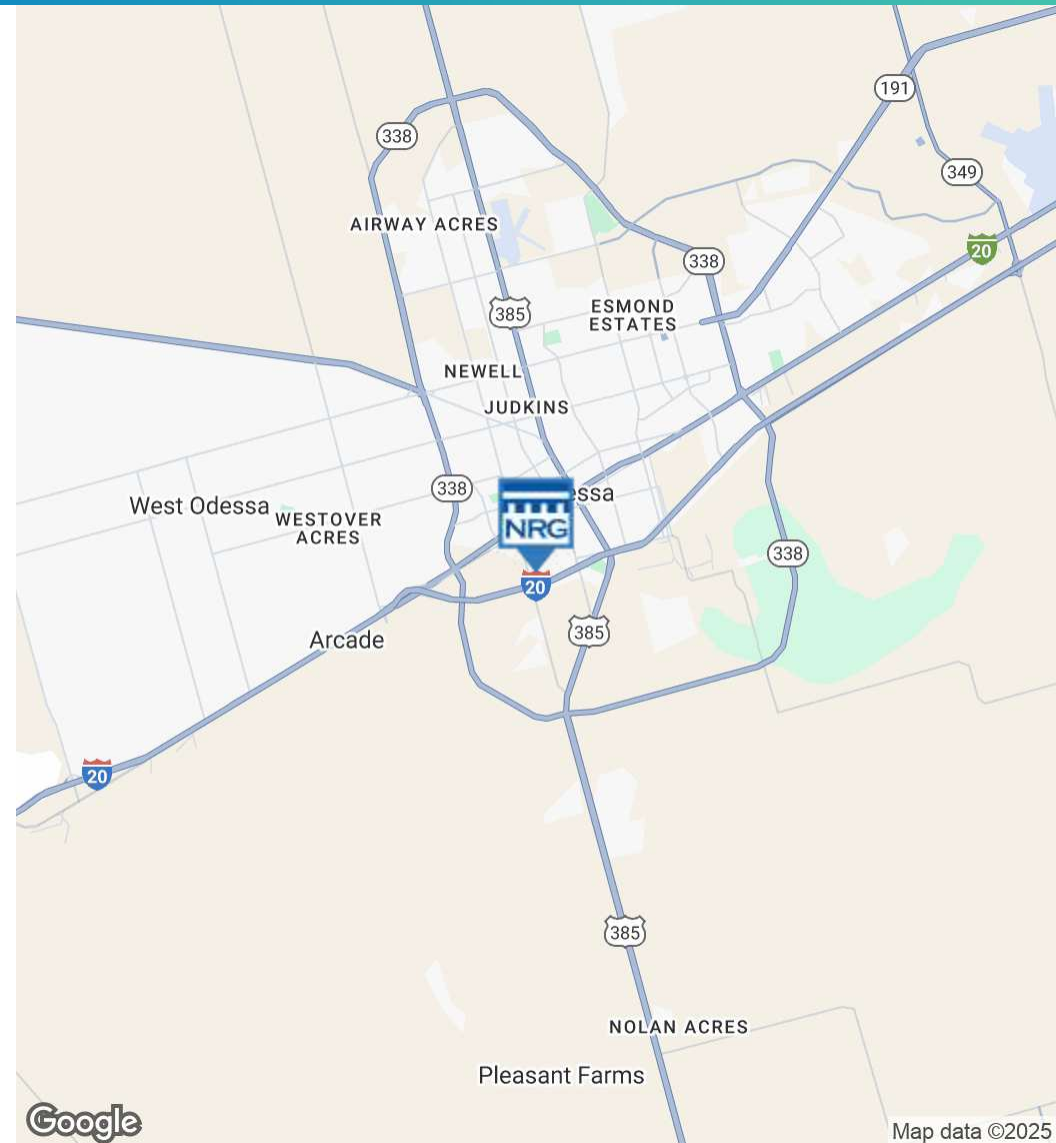 191
338
349
AIRWAY ACRES
20
338
385
ESMOND
ESTATES
NEWELL
JUDKINS
338
essa
West Odessa
WESTOVER
ACRES
NRG
338
20
385
Arcade
20
385
NOLAN ACRES
Pleasant Farms
Google
Map data ©2025